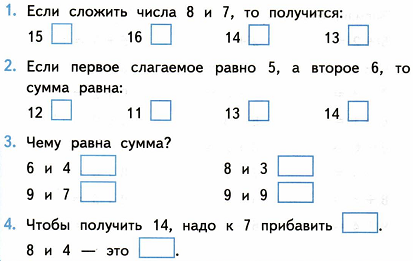 1. Если сложить числа 8 и 7, то получится:
15 16 14 13
2. Если первое слагаемое равно 5, а второе 6, то
сумма равна:
12 11 13 14
3. Чему равна сумма?
6 и 4 8 и 3
9 и 7 9 и 9
4. Чтобы получить 14, надо к 7 прибавить .
8 и 4 — это .